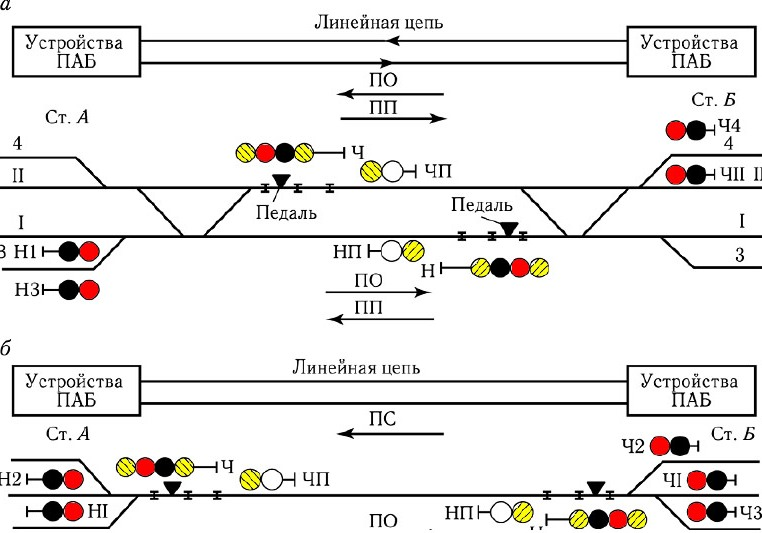 а
Линейная цепь
Устройства
ПАБ
Устройства
ПАБ
ПО
ПП
Ст. А
Ст. Б
Ч4
4
4
Ч
ЧП
II
ЧII II
Педаль
Педаль
I
I
3 Н1
НП
Н
3
Н3
ПО
ПП
б
Линейная цепь
Устройства
ПАБ
Устройства
ПАБ
ПС
Ст. А
Ст. Б
Ч2
Н2
Ч
ЧП
ЧI
НI
НП
Ч3
ПО